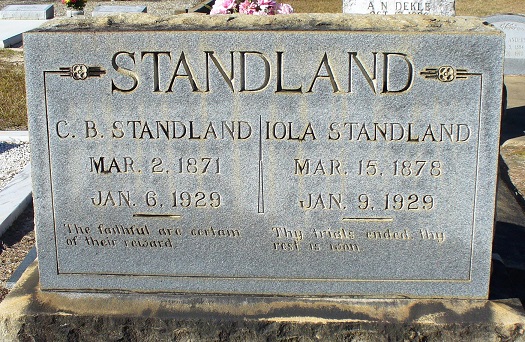 A N DEKLE
STANDLAND
C. B. STANDLAND
MAR. 2, 1871
JAN. 6, 1929
The faithful are certain
of their reward.
IOLA STANDLAND
MAR. 15, 1878
JAN. 9, 1929
Thy trials ended, thy
rest is won.